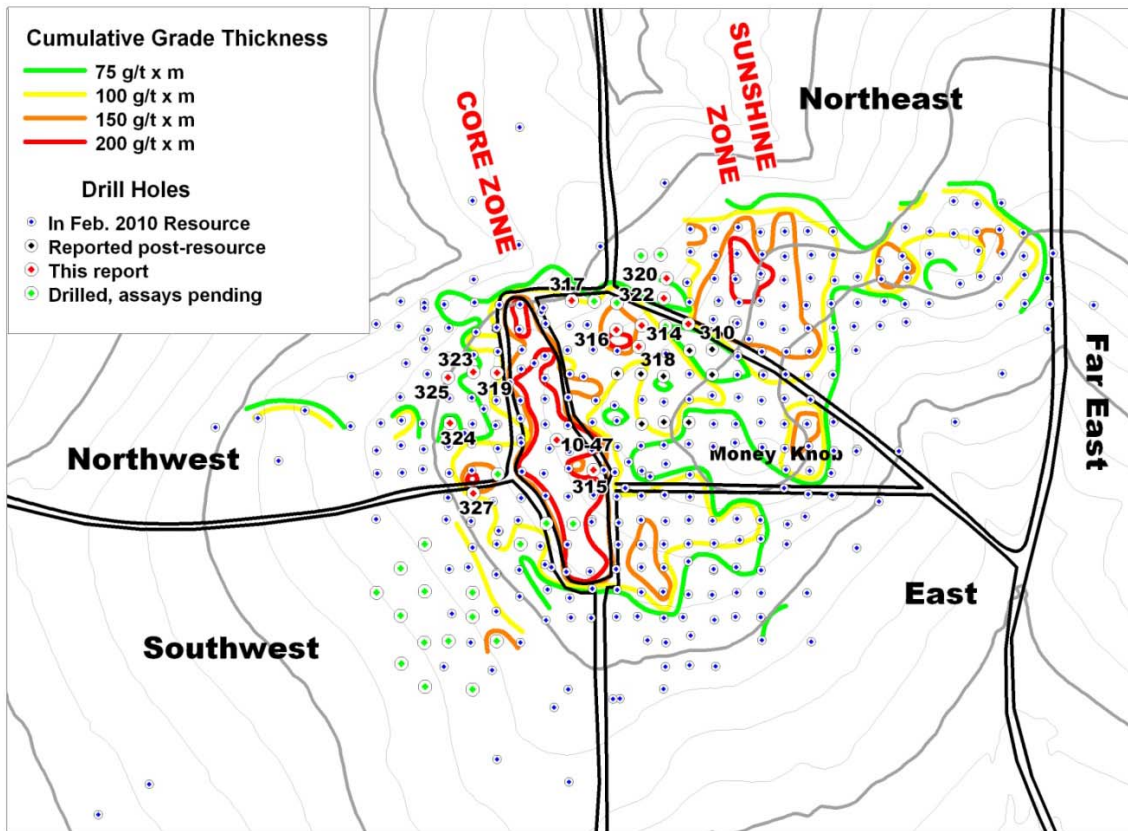 Cumulative Grade Thickness
75 g/t x m
100 g/t x m
150 g/t x m
200 g/t x m
Drill Holes
In Feb. 2010 Resource
Reported post-resource
This report
Drilled, assays pending
CORE ZONE
SUNSHINE
ZONE
Northeast
Far East
320
317
322
314
310
316
318
323
319
325
324
10-47
Money Knob
315
327
Northwest
East
Southwest